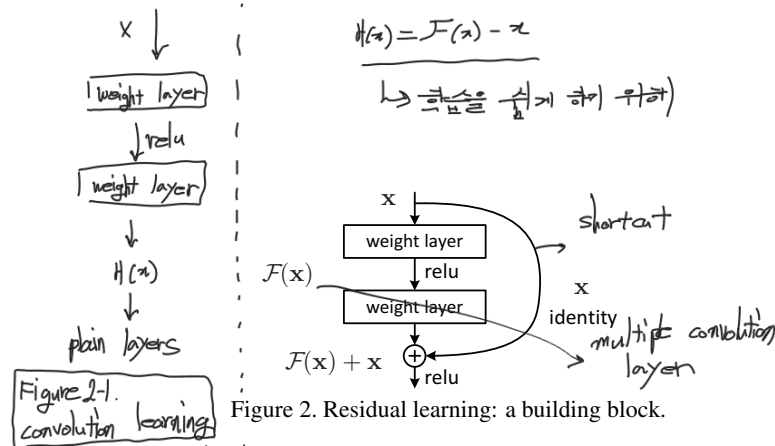 x
weight layer
relu
weight layer
H(x)
plain layers
Figure 2-1.
convolution learning
H(x) = F(x) - x
↳ 학습을 쉽게 하기 위해)
x
weight layer
relu
weight layer
F(x)
F(x) + x
relu
x
identity
shortcut
multiple convolution
layer
Figure 2. Residual learning: a building block.